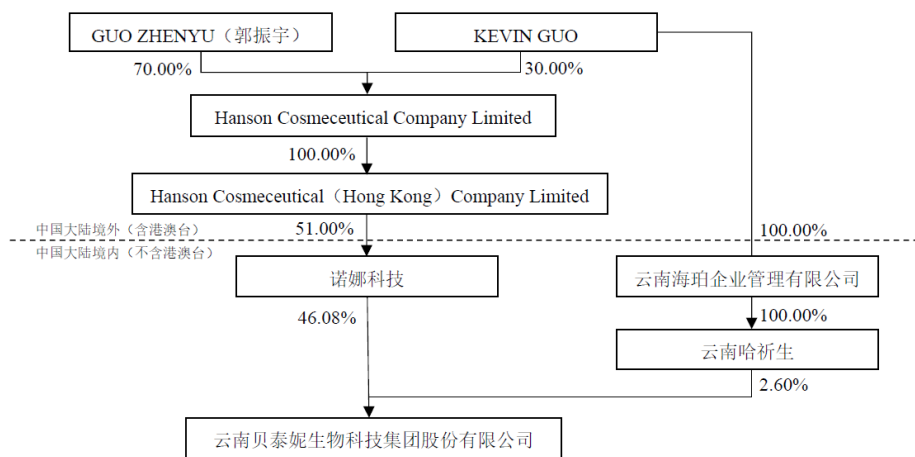 GUO ZHENYU（郭振宇）
KEVIN GUO
70.00%
30.00%
Hanson Cosmeceutical Company Limited
100.00%
Hanson Cosmeceutical（Hong Kong）Company Limited
中国大陆境外（含港澳台）
51.00%
100.00%
中国大陆境内（不含港澳台）
诺娜科技
云南海珀企业管理有限公司
46.08%
100.00%
云南哈祈生
2.60%
云南贝泰妮生物科技集团股份有限公司